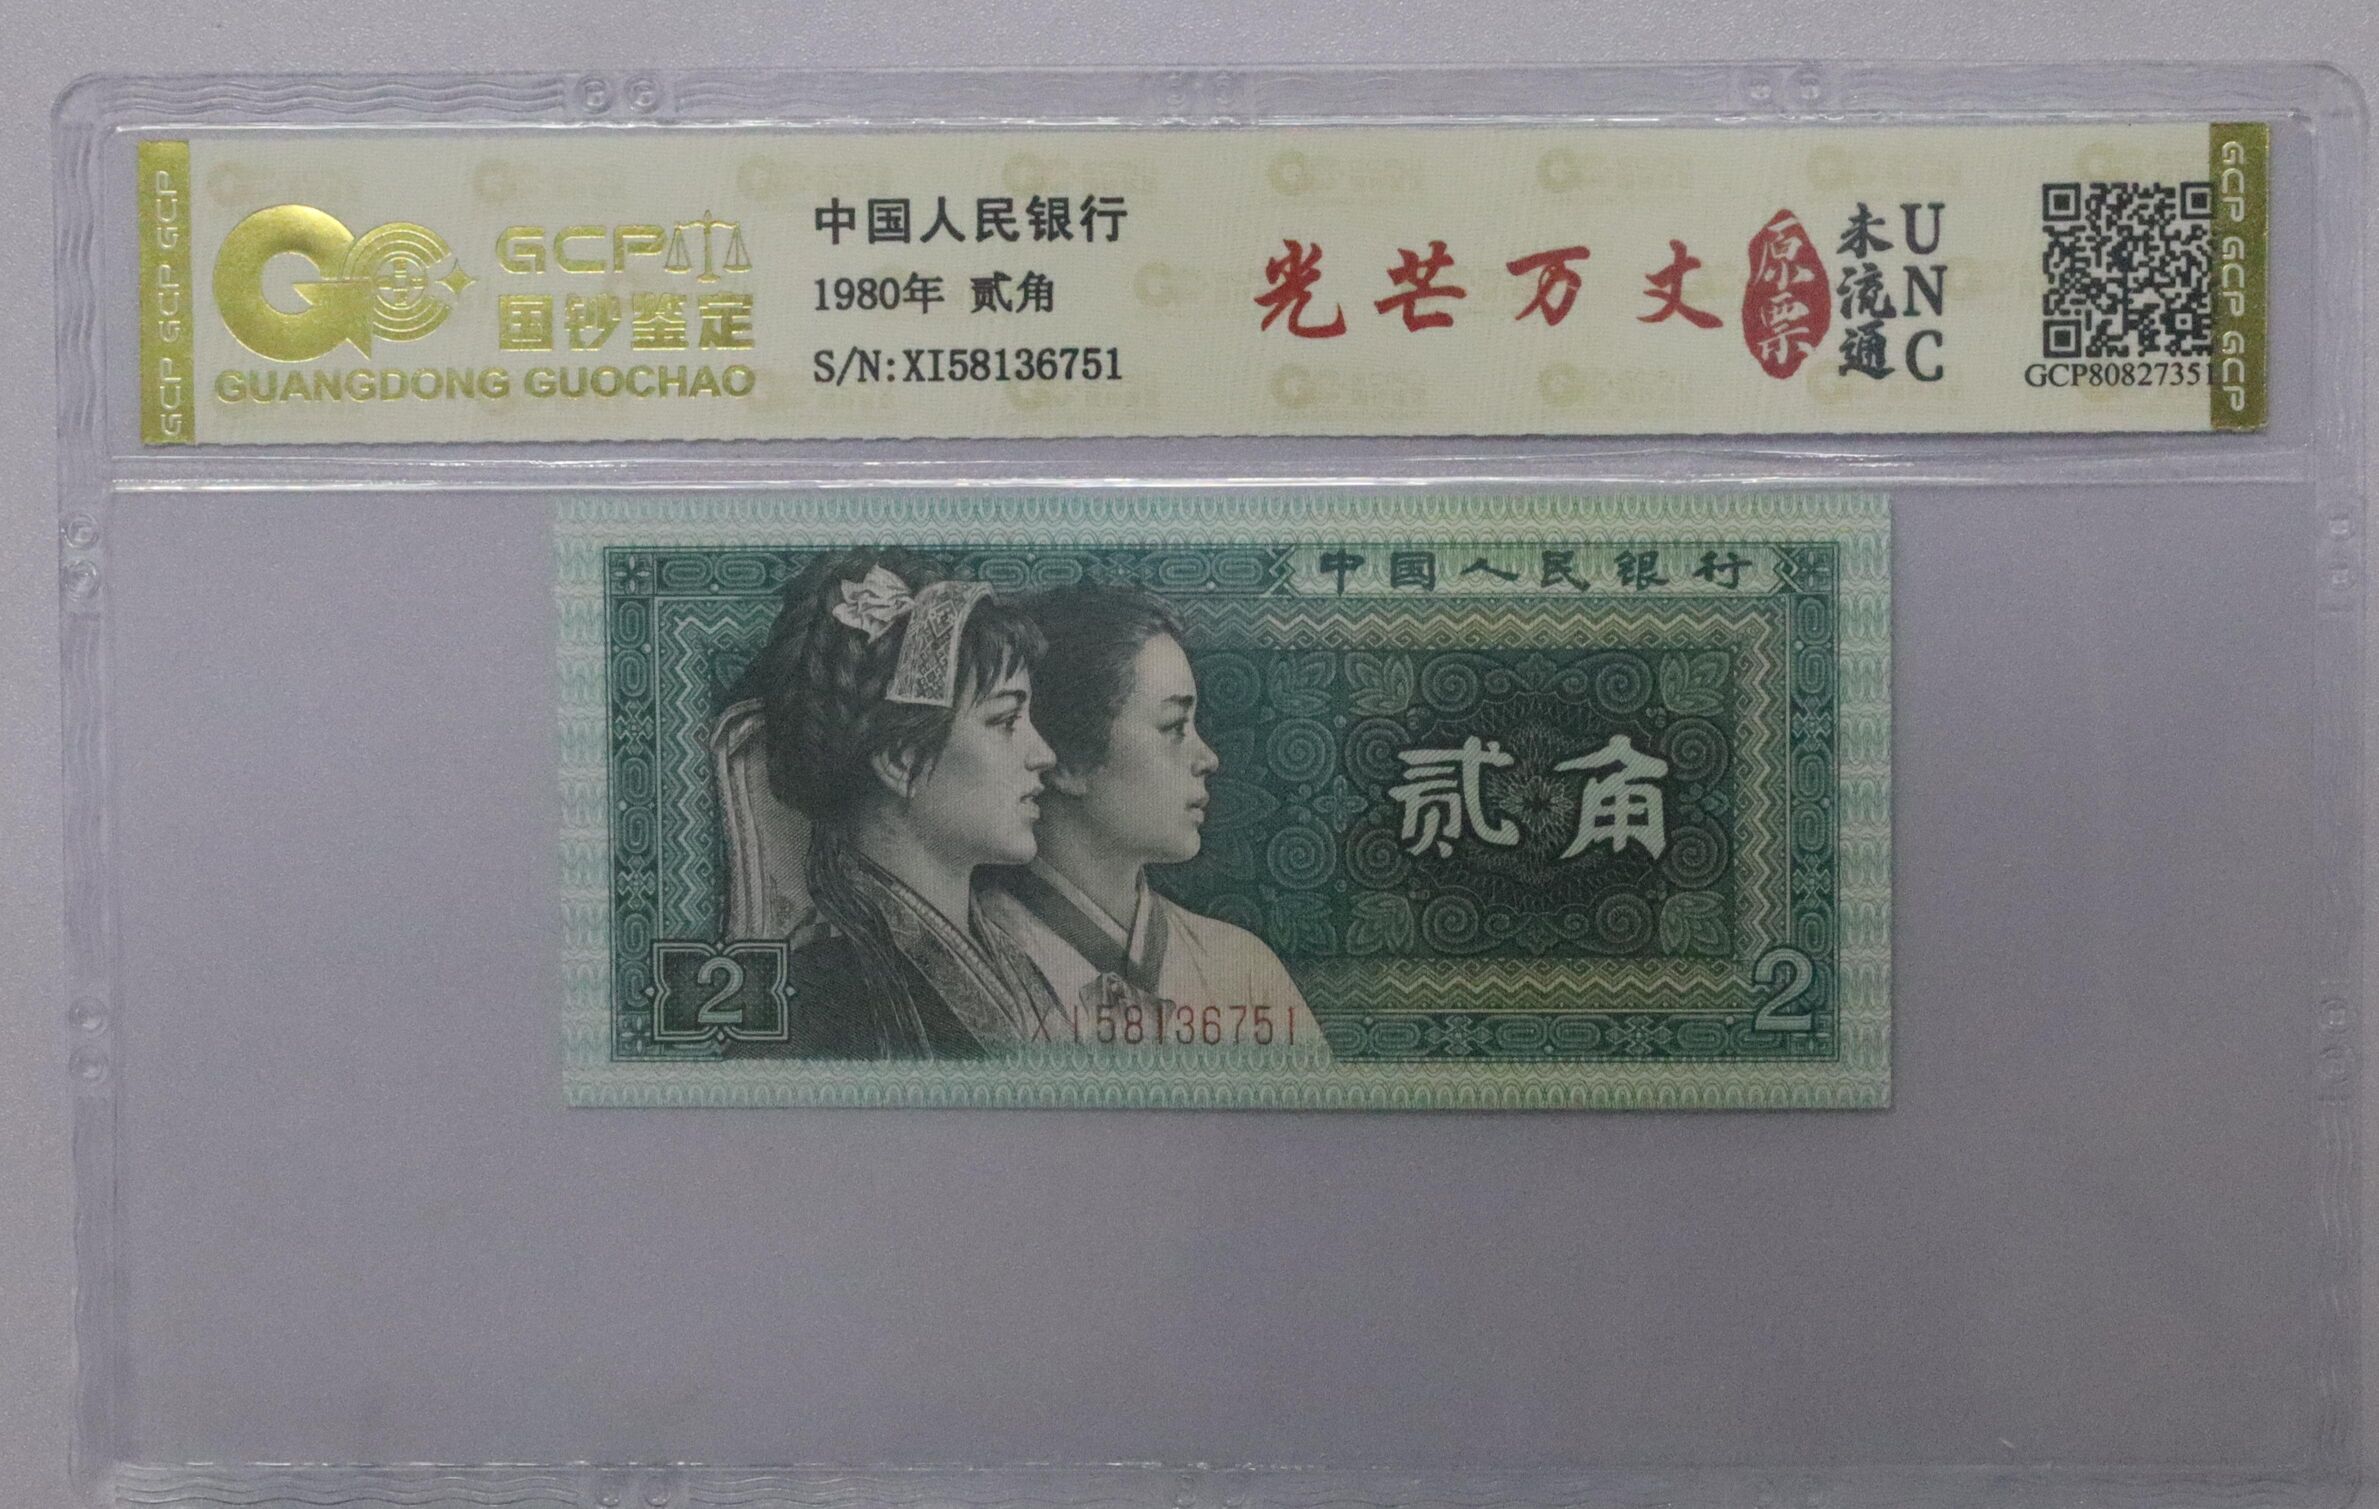 GCP GCP GCP
GCP
国钞鉴定
GUANGDONG GUOCHAO
中国人民银行
1980年 贰角
S/N:XI58136751
光芒万丈
原票
未流通
UNC
GCP80827351
GCP GCP GCP
中国人民银行
贰角
2
2
XI58136751